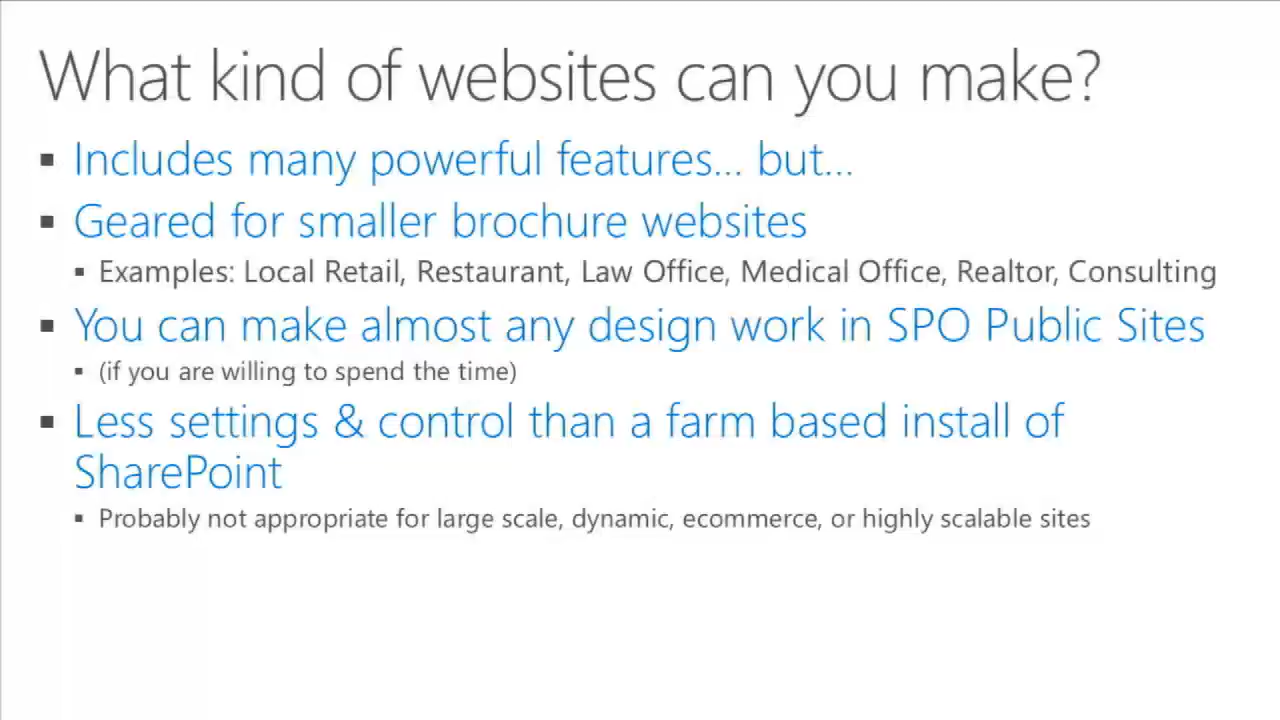 What kind of websites can you make?
▪ Includes many powerful features... but...
▪ Geared for smaller brochure websites
▪ Examples: Local Retail, Restaurant, Law Office, Medical Office, Realtor, Consulting
▪ You can make almost any design work in SPO Public Sites
▪ (if you are willing to spend the time)
▪ Less settings & control than a farm based install of
SharePoint
▪ Probably not appropriate for large scale, dynamic, ecommerce, or highly scalable sites